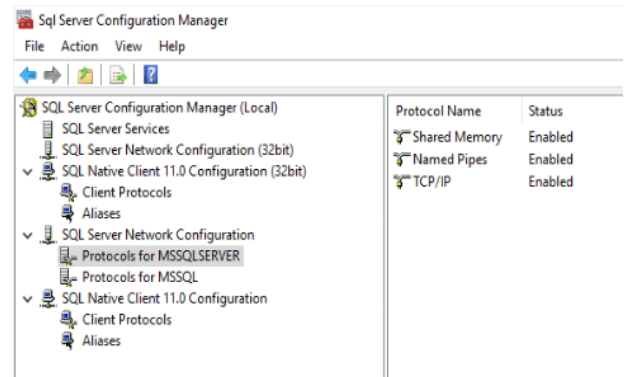 Sql Server Configuration Manager
File Action View Help
SQL Server Configuration Manager (Local)
SQL Server Services
SQL Server Network Configuration (32bit)
SQL Native Client 11.0 Configuration (32bit)
Client Protocols
Aliases
SQL Server Network Configuration
Protocols for MSSQLSERVER
Protocols for MSSQL
SQL Native Client 11.0 Configuration
Client Protocols
Aliases
Protocol Name Status
Shared Memory Enabled
Named Pipes Enabled
TCP/IP Enabled